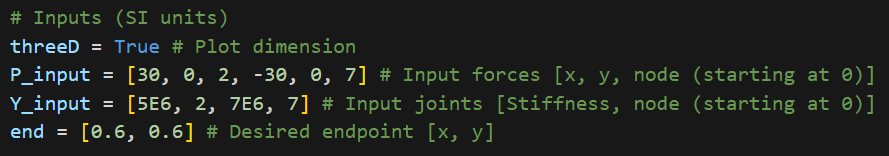 # Inputs (SI units)
threeD = True # Plot dimension
P_input = [30, 0, 2, -30, 0, 7] # Input forces [x, y, node (starting at 0)]
Y_input = [5E6, 2, 7E6, 7] # Input joints [Stiffness, node (starting at 0)]
end = [0.6, 0.6] # Desired endpoint [x, y]